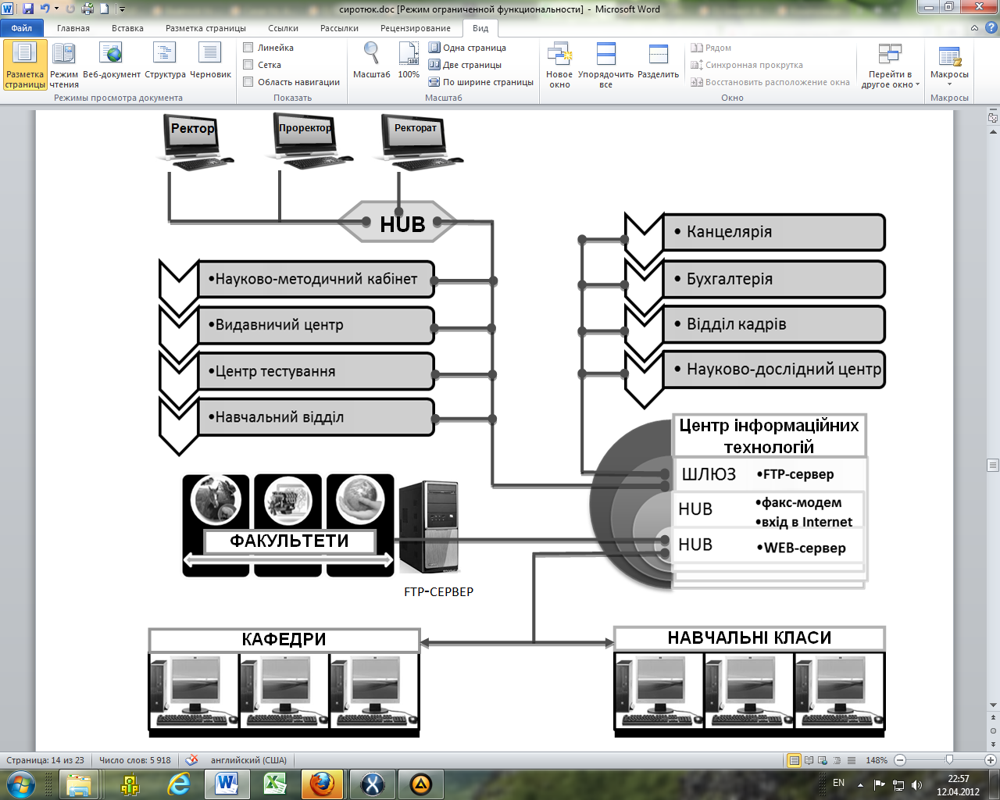 сиротюк.doc [Режим ограниченной функциональности] - Microsoft Word
Файл Главная Вставка Разметка страницы Ссылки Рассылки Рецензирование Вид
Разметка страницы
Режим чтения
Веб-документ
Структура
Черновик
Режимы просмотра документа
Линейка
Сетка
Область навигации
Показать
Масштаб
100
100%
Одна страница
Две страницы
По ширине страницы
Масштаб
Новое окно
Упорядочить все
Разделить
Рядом
Синхронная прокрутка
Восстановить расположение окна
Окно
Перейти в другое окно
Макросы
Макросы
Ректор
Проректор
Ректорат
HUB
•Науково-методичний кабінет
•Видавничий центр
•Центр тестування
•Навчальний відділ
• Канцелярія
• Бухгалтерія
• Відділ кадрів
• Науково-дослідний центр
Центр інформаційних
технологій
ШЛЮЗ •FTP-сервер
HUB •факс-модем
•вхід в Internet
HUB •WEB-сервер
ФАКУЛЬТЕТИ
FTP-СЕРВЕР
КАФЕДРИ
НАВЧАЛЬНІ КЛАСИ
Страница: 14 из 23 Число слов: 5 918 английский (США) 148%
EN 22:57
12.04.2012